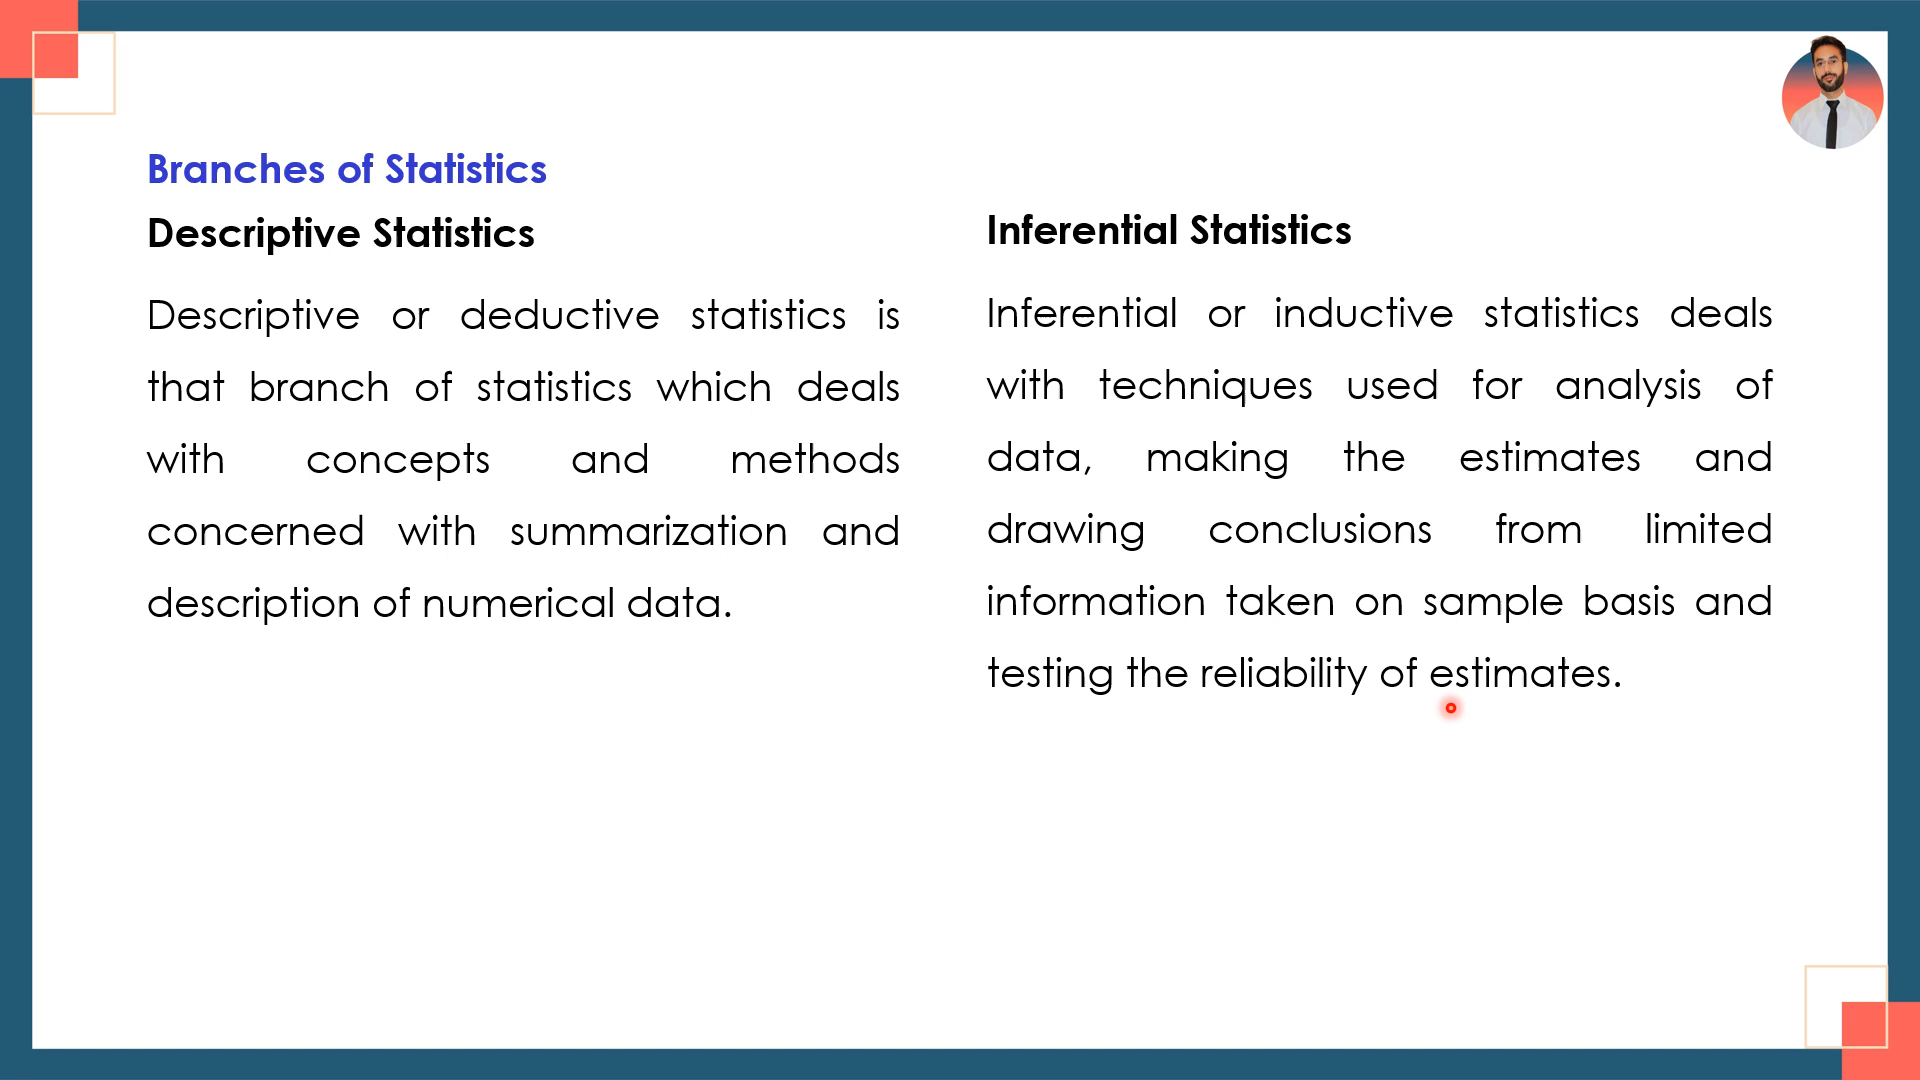 Branches of Statistics
Descriptive Statistics
Descriptive or deductive statistics is
that branch of statistics which deals
with concepts and methods
concerned with summarization and
description of numerical data.
Inferential Statistics
Inferential or inductive statistics deals
with techniques used for analysis of
data, making the estimates and
drawing conclusions from limited
information taken on sample basis and
testing the reliability of estimates.